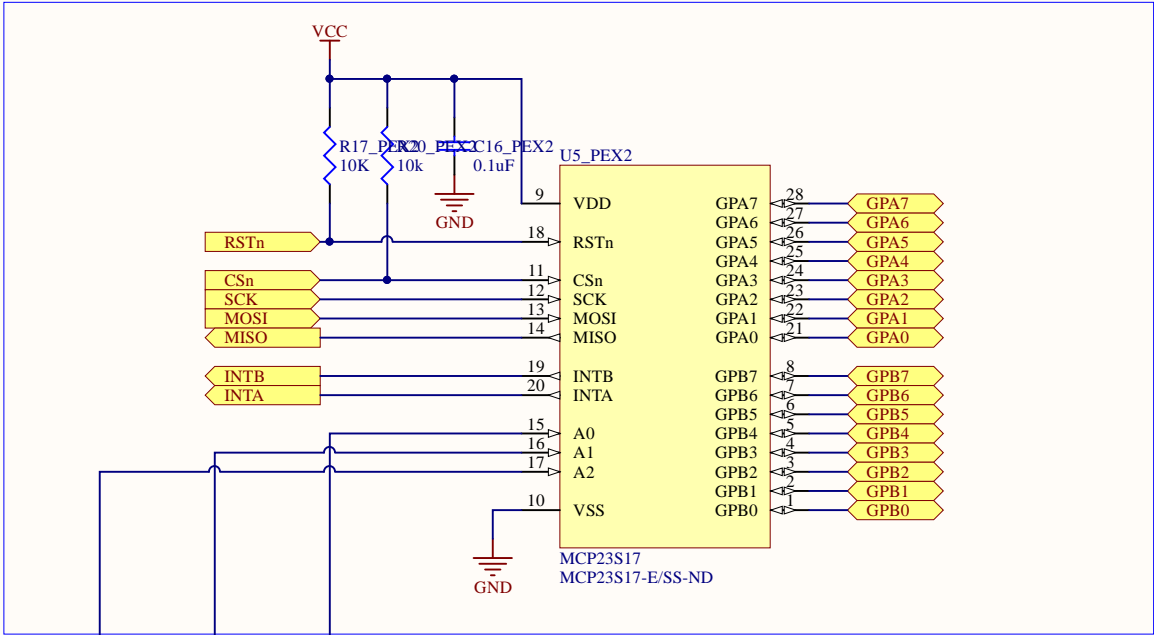 VCC
R17_PEX2
10K
R20_PEX2
10k
C16_PEX2
0.1uF
GND
U5_PEX2
9 VDD GPA7 28 GPA7
GPA6 27 GPA6
RSTn 18 RSTn GPA5 26 GPA5
GPA4 25 GPA4
CSn 11 CSn GPA3 24 GPA3
SCK 12 SCK GPA2 23 GPA2
MOSI 13 MOSI GPA1 22 GPA1
MISO 14 MISO GPA0 21 GPA0
INTB 19 INTB GPB7 8 GPB7
INTA 20 INTA GPB6 7 GPB6
GPB5 6 GPB5
15 A0 GPB4 5 GPB4
16 A1 GPB3 4 GPB3
17 A2 GPB2 3 GPB2
GPB1 2 GPB1
10 VSS GPB0 1 GPB0
GND
MCP23S17
MCP23S17-E/SS-ND